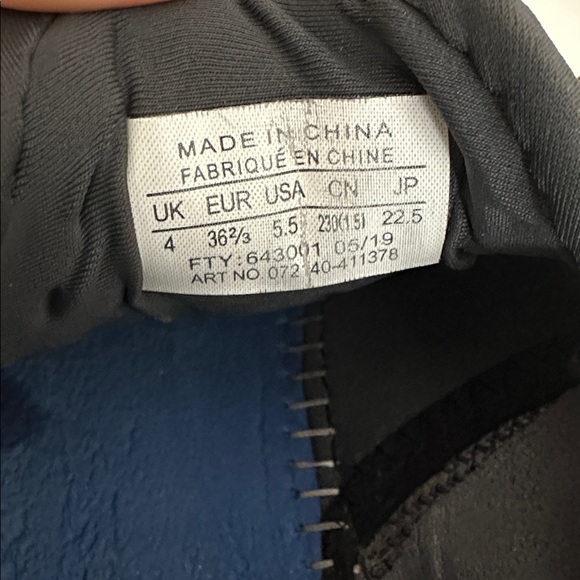 MADE IN CHINA
FABRIQUÉ EN CHINE
UK EUR USA CN JP
4 36⅔ 5.5 230(1.5) 22.5
FTY: 643001 05/19
ART NO 072 40-411378